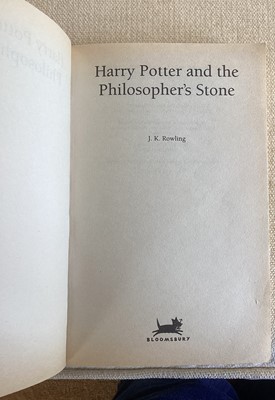 Harry Potter and the
Philosopher's Stone
J. K. Rowling
BLOOMSBURY